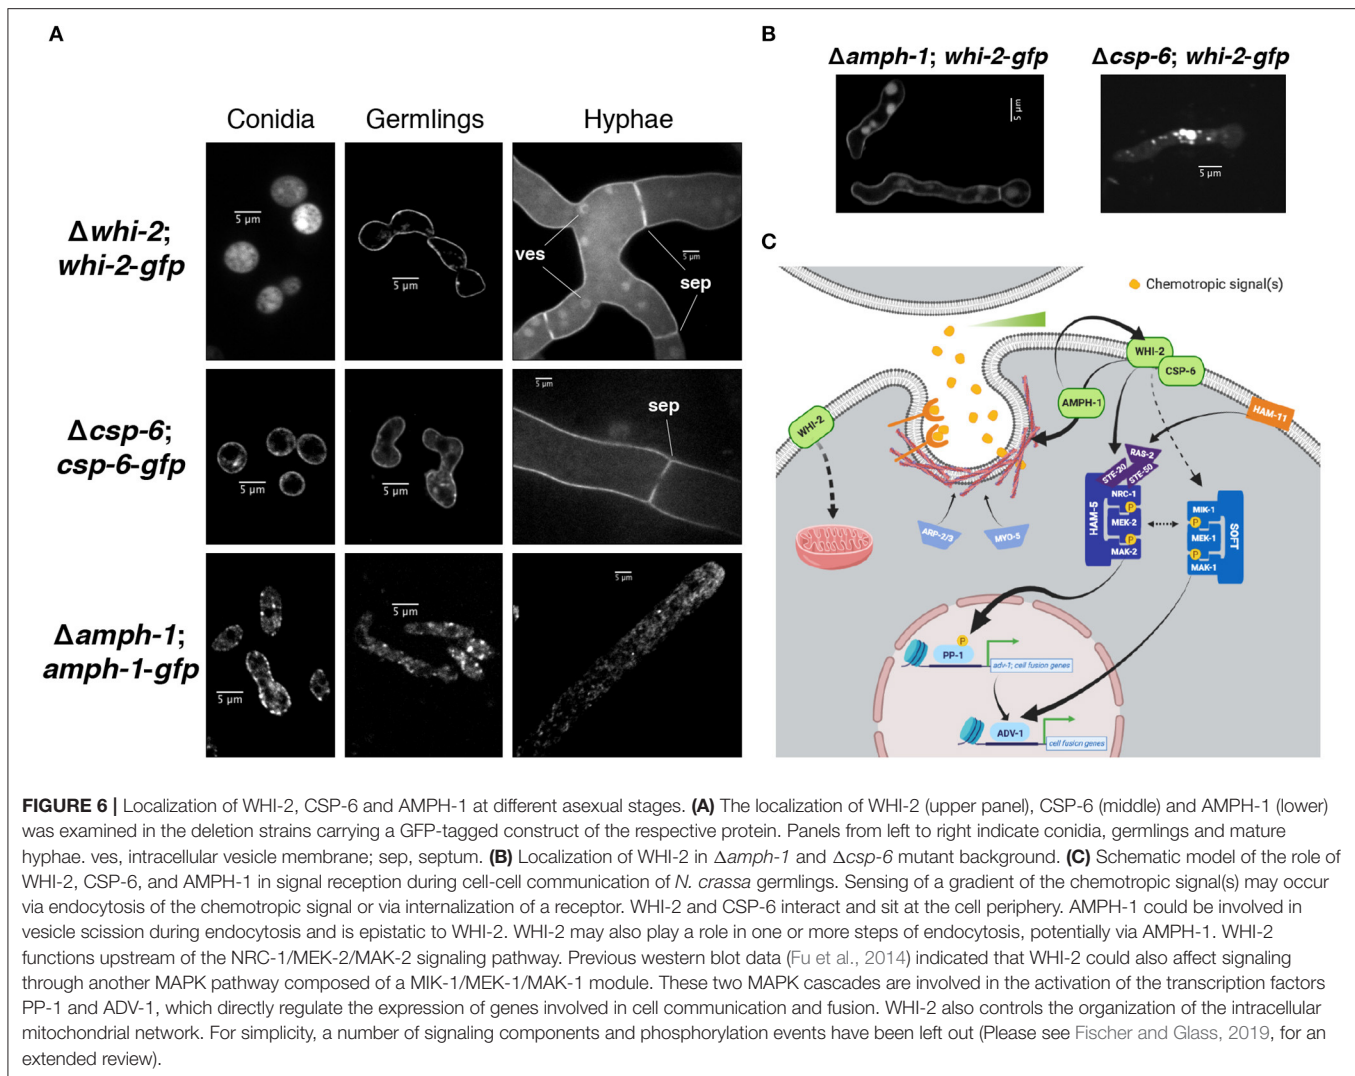 A
Conidia Germlings Hyphae
Δwhi-2;
whi-2-gfp
5 µm
5 µm
ves
5 µm
sep
Δcsp-6;
csp-6-gfp
5 µm
5 µm
5 µm
sep
Δamph-1;
amph-1-gfp
5 µm
5 µm
5 µm
B
Δamph-1; whi-2-gfp
5 µm
Δcsp-6; whi-2-gfp
5 µm
C
Chemotropic signal(s)
WHI-2
CSP-6
AMPH-1
HAM-11
WHI-2
RAS-2
STE-20
STE-50
ARP-2/3
MYO-5
HAM-5
NRC-1
P
MEK-2
P
MAK-2
MIK-1
P
MEK-1
P
MAK-1
SOFT
P
PP-1
adv-1; cell fusion genes
ADV-1
cell fusion genes
FIGURE 6 | Localization of WHI-2, CSP-6 and AMPH-1 at different asexual stages. (A) The localization of WHI-2 (upper panel), CSP-6 (middle) and AMPH-1 (lower)
was examined in the deletion strains carrying a GFP-tagged construct of the respective protein. Panels from left to right indicate conidia, germlings and mature
hyphae. ves, intracellular vesicle membrane; sep, septum. (B) Localization of WHI-2 in Δamph-1 and Δcsp-6 mutant background. (C) Schematic model of the role of
WHI-2, CSP-6, and AMPH-1 in signal reception during cell-cell communication of N. crassa germlings. Sensing of a gradient of the chemotropic signal(s) may occur
via endocytosis of the chemotropic signal or via internalization of a receptor. WHI-2 and CSP-6 interact and sit at the cell periphery. AMPH-1 could be involved in
vesicle scission during endocytosis and is epistatic to WHI-2. WHI-2 may also play a role in one or more steps of endocytosis, potentially via AMPH-1. WHI-2
functions upstream of the NRC-1/MEK-2/MAK-2 signaling pathway. Previous western blot data (Fu et al., 2014) indicated that WHI-2 could also affect signaling
through another MAPK pathway composed of a MIK-1/MEK-1/MAK-1 module. These two MAPK cascades are involved in the activation of the transcription factors
PP-1 and ADV-1, which directly regulate the expression of genes involved in cell communication and fusion. WHI-2 also controls the organization of the intracellular
mitochondrial network. For simplicity, a number of signaling components and phosphorylation events have been left out (Please see Fischer and Glass, 2019, for an
extended review).